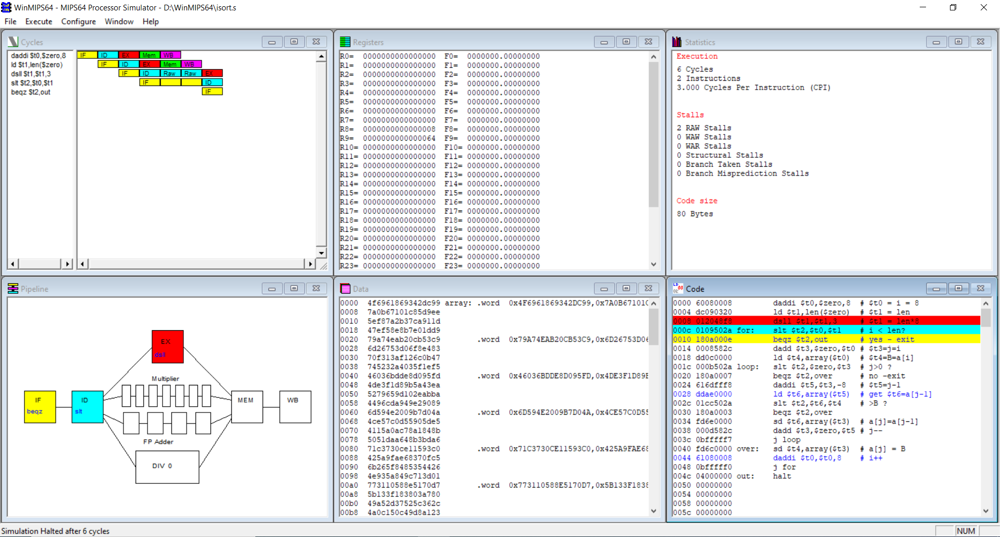 WinMIPS64 - MIPS64 Processor Simulator - D:\WinMIPS64\isort.s
File Execute Configure Window Help
Cycles
daddi $t0,$zero,8 IF ID EX Mem WB
ld $t1,len($zero) IF ID EX Mem WB
dsll $t1,$t1,3 IF ID Raw Raw EX
slt $t2,$t0,$t1 IF ID
beqz $t2,out IF
Registers
R0= 0000000000000000 F0= 0000000.00000000
R1= 0000000000000000 F1= 0000000.00000000
R2= 0000000000000000 F2= 0000000.00000000
R3= 0000000000000000 F3= 0000000.00000000
R4= 0000000000000000 F4= 0000000.00000000
R5= 0000000000000000 F5= 0000000.00000000
R6= 0000000000000000 F6= 0000000.00000000
R7= 0000000000000000 F7= 0000000.00000000
R8= 0000000000000008 F8= 0000000.00000000
R9= 0000000000000064 F9= 0000000.00000000
R10= 0000000000000000 F10= 0000000.00000000
R11= 0000000000000000 F11= 0000000.00000000
R12= 0000000000000000 F12= 0000000.00000000
R13= 0000000000000000 F13= 0000000.00000000
R14= 0000000000000000 F14= 0000000.00000000
R15= 0000000000000000 F15= 0000000.00000000
R16= 0000000000000000 F16= 0000000.00000000
R17= 0000000000000000 F17= 0000000.00000000
R18= 0000000000000000 F18= 0000000.00000000
R19= 0000000000000000 F19= 0000000.00000000
R20= 0000000000000000 F20= 0000000.00000000
R21= 0000000000000000 F21= 0000000.00000000
R22= 0000000000000000 F22= 0000000.00000000
R23= 0000000000000000 F23= 0000000.00000000
Statistics
Execution
6 Cycles
2 Instructions
3.000 Cycles Per Instruction (CPI)
Stalls
2 RAW Stalls
0 WAW Stalls
0 WAR Stalls
0 Structural Stalls
0 Branch Taken Stalls
0 Branch Misprediction Stalls
Code size
80 Bytes
Pipeline
EX
dsll
Multiplier
IF
beqz
ID
slt
MEM
WB
FP Adder
DIV 0
Data
0000 4f6961869342dc99 array: .word 0x4F6961869342DC99,0x7A0B67101C
0008 7a0b67101c85d9ee
0010 5ef87a2b37ca911d
0018 47ef58e8b7e01dd9
0020 79a74eab20cb53c9 .word 0x79A74EAB20CB53C9,0x6D26753D06
0028 6d26753d06f8e483
0030 70f313af126c0b47
0038 745232a4035f1ef5
0040 46036bdde8d095fd .word 0x46036BDDE8D095FD,0x4DE3F1D89B
0048 4de3f1d89b5a43ea
0050 5279659d102eabba
0058 4496cda949e29089
0060 6d594e2009b7d04a .word 0x6D594E2009B7D04A,0x4CE57C0D55
0068 4ce57c0d55905de5
0070 4115a0ac78a1848b
0078 5051daa648b3bda6
0080 71c3730ce11593c0 .word 0x71C3730CE11593C0,0x425A9FAE68
0088 425a9fae68370fc5
0090 6b265f8485354426
0098 4e935a849c713d01
00a0 773110588e5170d7 .word 0x773110588E5170D7,0x5B133F1838
00a8 5b133f183803a780
00b0 49a52d37525c362c
00b8 4a0c150c49d8a123
Code
0000 60080008 daddi $t0,$zero,8 # $t0 = i = 8
0004 dc090320 ld $t1,len($zero) # $t1 = len
0008 012048f8 dsll $t1,$t1,3 # $t1 = len*8
000c 0109502a for: slt $t2,$t0,$t1 # i < len?
0010 180a000e beqz $t2,out # yes - exit
0014 0008582c dadd $t3,$zero,$t0 # $t3=j=i
0018 dd0c0000 ld $t4,array($t0) # $t4=B=a[i]
001c 000b502a loop: slt $t2,$zero,$t3 # j>0 ?
0020 180a0007 beqz $t2,over # no -exit
0024 616dfff8 daddi $t5,$t3,-8 # $t5=j-1
0028 ddae0000 ld $t6,array($t5) # get $t6=a[j-1]
002c 01cc502a slt $t2,$t6,$t4 # >B ?
0030 180a0003 beqz $t2,over
0034 fd6e0000 sd $t6,array($t3) # a[j]=a[j-1]
0038 000d582c dadd $t3,$zero,$t5 # j--
003c 0bfffff7 j loop
0040 fd6c0000 over: sd $t4,array($t3) # a[j] = B
0044 61080008 daddi $t0,$t0,8 # i++
0048 0bfffff0 j for
004c 04000000 out: halt
0050 00000000
0054 00000000
0058 00000000
005c 00000000
Simulation Halted after 6 cycles
NUM